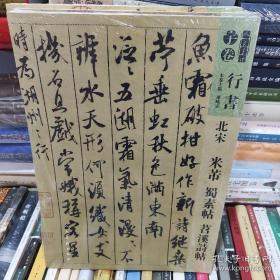 行書
北宋 米芾 蜀素帖 苕溪詩帖
魚霜破柑好作新詩繼桑
苧垂虹秋色滿東南
泛〻五湖霜氣清漫〻不
辨水天形何須織女支
機石且戲常娥稱客星
時為湖州之行